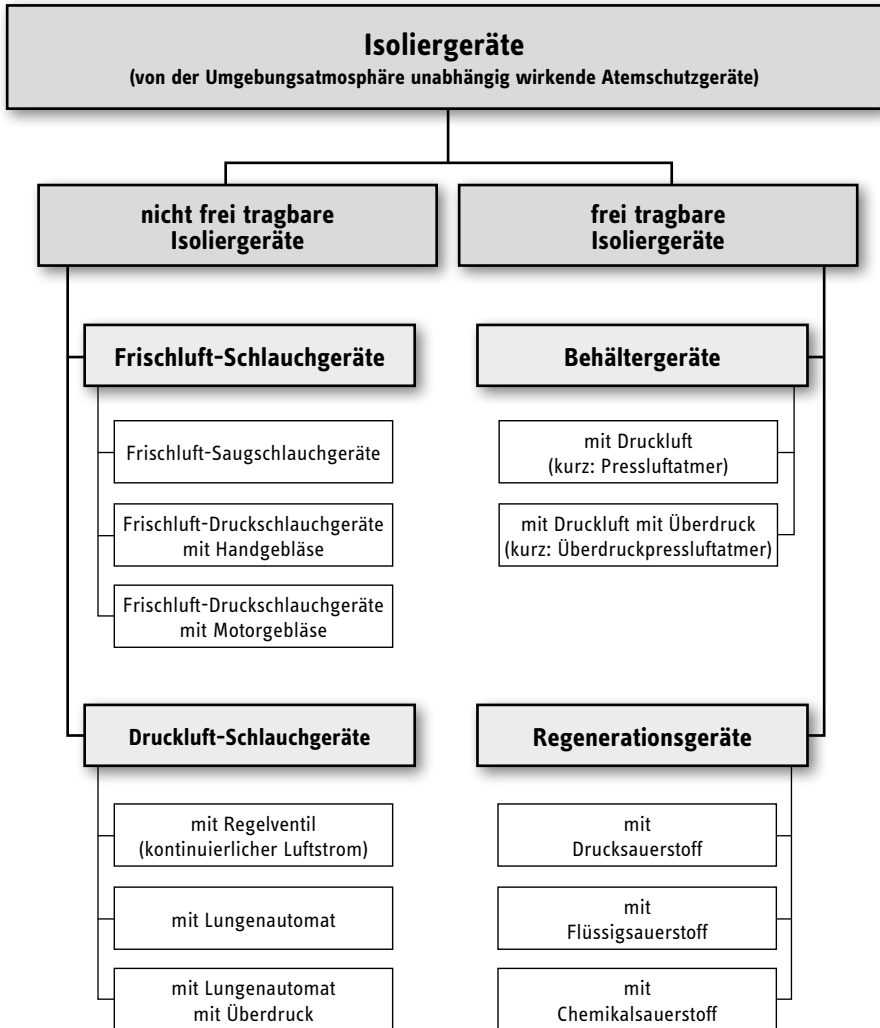 Isoliergeräte
(von der Umgebungsatmosphäre unabhängig wirkende Atemschutzgeräte)
nicht frei tragbare
Isoliergeräte
frei tragbare
Isoliergeräte
Frischluft-Schlauchgeräte
Frischluft-Saugschlauchgeräte
Frischluft-Druckschlauchgeräte
mit Handgebläse
Frischluft-Druckschlauchgeräte
mit Motorgebläse
Behältergeräte
mit Druckluft
(kurz: Pressluftatmer)
mit Druckluft mit Überdruck
(kurz: Überdruckpressluftatmer)
Druckluft-Schlauchgeräte
mit Regelventil
(kontinuierlicher Luftstrom)
mit Lungenautomat
mit Lungenautomat
mit Überdruck
Regenerationsgeräte
mit
Drucksauerstoff
mit
Flüssigsauerstoff
mit
Chemikalsauerstoff